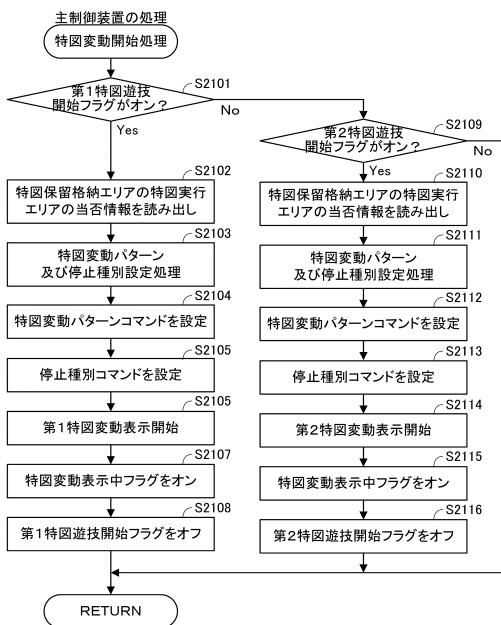 主制御装置の処理
特図変動開始処理
S2101
第1特図遊技
開始フラグがオン?
No
Yes
S2102
特図保留格納エリアの特図実行
エリアの当否情報を読み出し
S2103
特図変動パターン
及び停止種別設定処理
S2104
特図変動パターンコマンドを設定
S2105
停止種別コマンドを設定
S2105
第1特図変動表示開始
S2107
特図変動表示中フラグをオン
S2108
第1特図遊技開始フラグをオフ
S2109
第2特図遊技
開始フラグがオン?
No
Yes
S2110
特図保留格納エリアの特図実行
エリアの当否情報を読み出し
S2111
特図変動パターン
及び停止種別設定処理
S2112
特図変動パターンコマンドを設定
S2113
停止種別コマンドを設定
S2114
第2特図変動表示開始
S2115
特図変動表示中フラグをオン
S2116
第2特図遊技開始フラグをオフ
RETURN